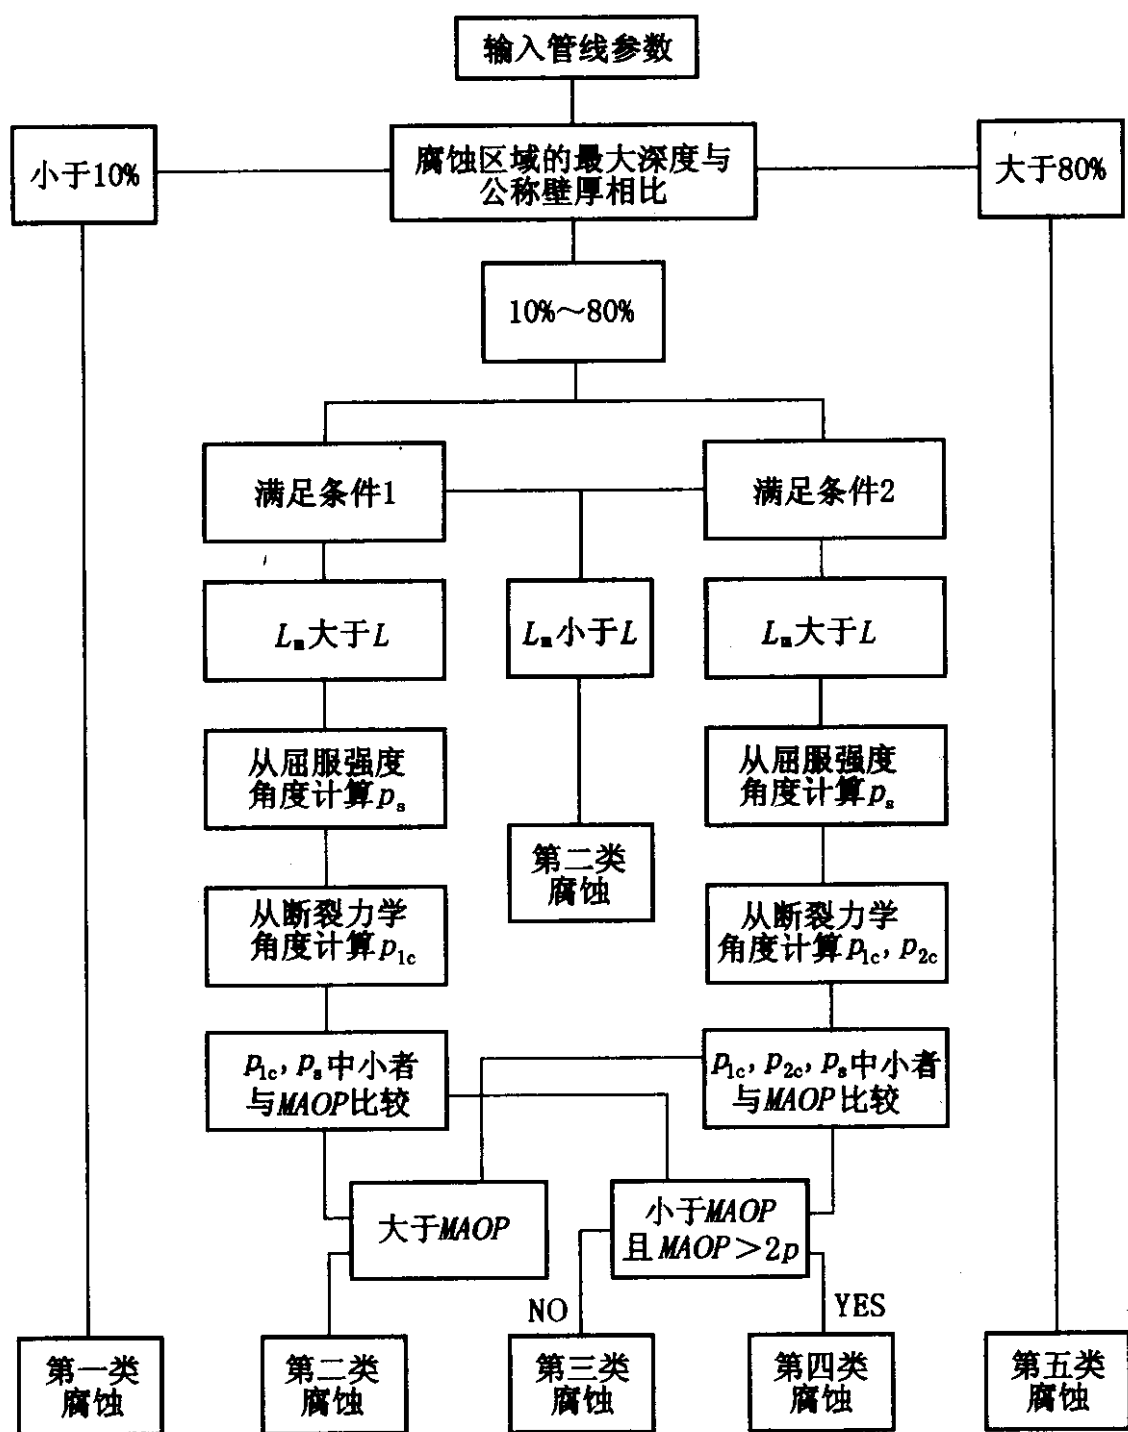 输入管线参数
小于10%
腐蚀区域的最大深度与
公称壁厚相比
大于80%
10%～80%
满足条件1
满足条件2
Lm大于L
Lm小于L
Lm大于L
从屈服强度
角度计算ps
从屈服强度
角度计算ps
第二类
腐蚀
从断裂力学
角度计算p1c
从断裂力学
角度计算p1c, p2c
p1c, ps中小者
与MAOP比较
p1c, p2c, ps中小者
与MAOP比较
大于MAOP
小于MAOP
且MAOP＞2p
NO
YES
第一类
腐蚀
第二类
腐蚀
第三类
腐蚀
第四类
腐蚀
第五类
腐蚀